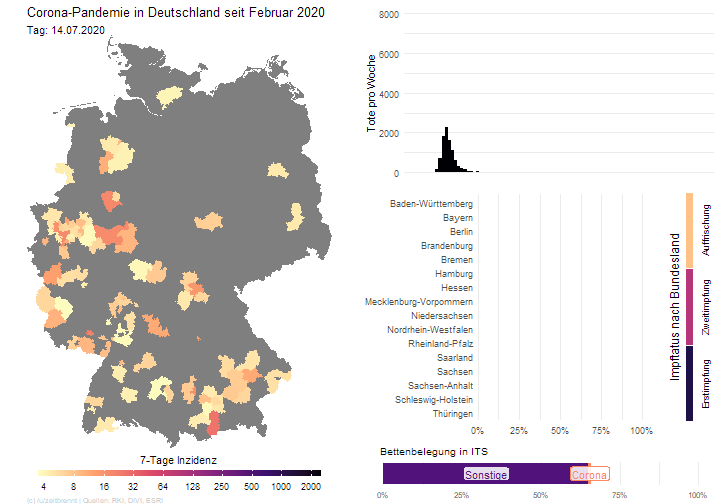 Corona-Pandemie in Deutschland seit Februar 2020
Tag: 14.07.2020
7-Tage Inzidenz
4 8 16 32 64 128 256 512 1000 2000
(c) /u/zeitbrennt | Quellen: RKI, DIVI, ESRI
Tote pro Woche
8000
6000
4000
2000
0
Baden-Württemberg
Bayern
Berlin
Brandenburg
Bremen
Hamburg
Hessen
Mecklenburg-Vorpommern
Niedersachsen
Nordrhein-Westfalen
Rheinland-Pfalz
Saarland
Sachsen
Sachsen-Anhalt
Schleswig-Holstein
Thüringen
0% 25% 50% 75% 100%
Impfstatus nach Bundesland
Auffrischung
Zweitimpfung
Erstimpfung
Bettenbelegung in ITS
Sonstige
Corona
0% 25% 50% 75% 100%